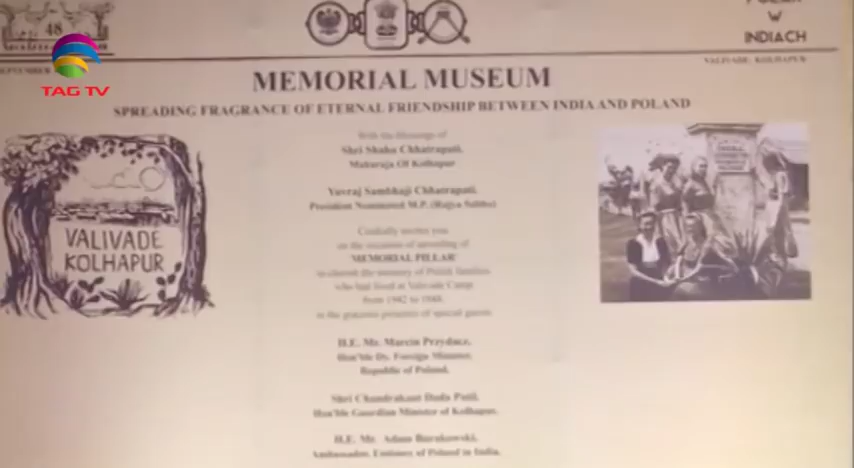 48
TAG TV
W
INDIACH
VALIVADE KOLHAPUR
MEMORIAL MUSEUM
SPREADING FRAGRANCE OF ETERNAL FRIENDSHIP BETWEEN INDIA AND POLAND
With the blessings of
Shri Shahu Chhatrapati,
Maharaja Of Kolhapur
Yuvraj Sambhaji Chhatrapati,
President Nominated M.P. (Rajya Sabha)
Cordially invites you
on the occasion of unveiling of
'MEMORIAL PILLAR'
to cherish the memory of Polish families
who had lived at Valivade Camp
from 1942 to 1948
in the gracious presence of special guests
H.E. Mr. Marcin Przydacz,
Hon'ble Dy. Foreign Minister,
Republic of Poland.
Shri Chandrakant Dada Patil,
Hon'ble Guardian Minister of Kolhapur.
H.E. Mr. Adam Burakowski,
Ambassador, Embassy of Poland in India.
VALIVADE
KOLHAPUR